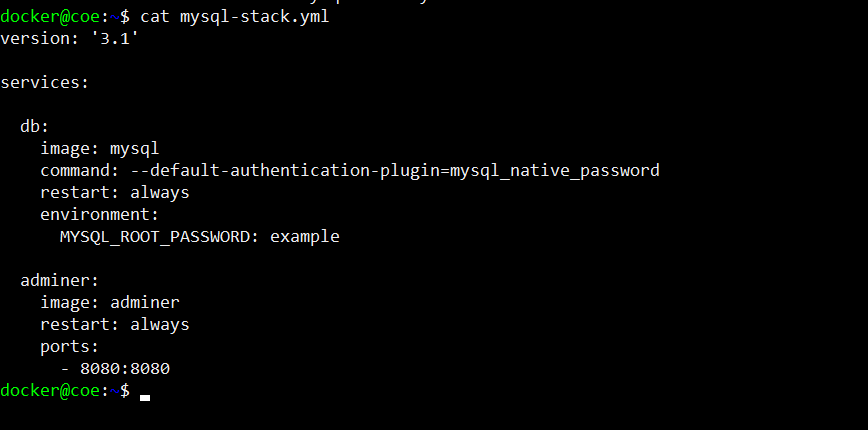 docker@coe:~$ cat mysql-stack.yml
version: '3.1'

services:

  db:
    image: mysql
    command: --default-authentication-plugin=mysql_native_password
    restart: always
    environment:
      MYSQL_ROOT_PASSWORD: example

  adminer:
    image: adminer
    restart: always
    ports:
      - 8080:8080
docker@coe:~$